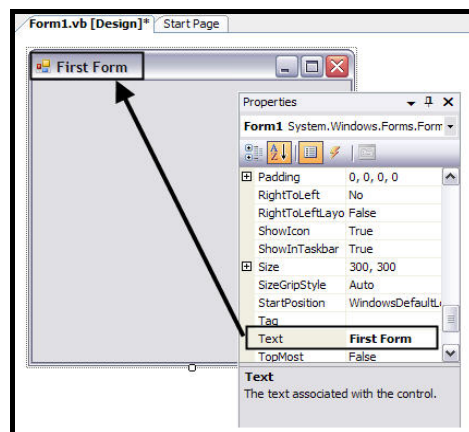 Form1.vb [Design]* Start Page
First Form
Properties
Form1 System.Windows.Forms.Form
Padding 0, 0, 0, 0
RightToLeft No
RightToLeftLayo False
ShowIcon True
ShowInTaskbar True
Size 300, 300
SizeGripStyle Auto
StartPosition WindowsDefaultL
Tag
Text First Form
TopMost False
Text
The text associated with the control.